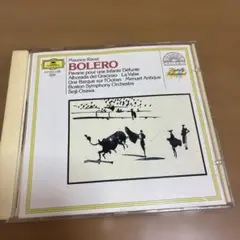 Maurice Ravel
BOLERO
Pavane pour une Infante Défunte
Alborada del Gracioso · La Valse
Une Barque sur l'Océan · Menuet Antique
Boston Symphony Orchestra
Seiji Ozawa